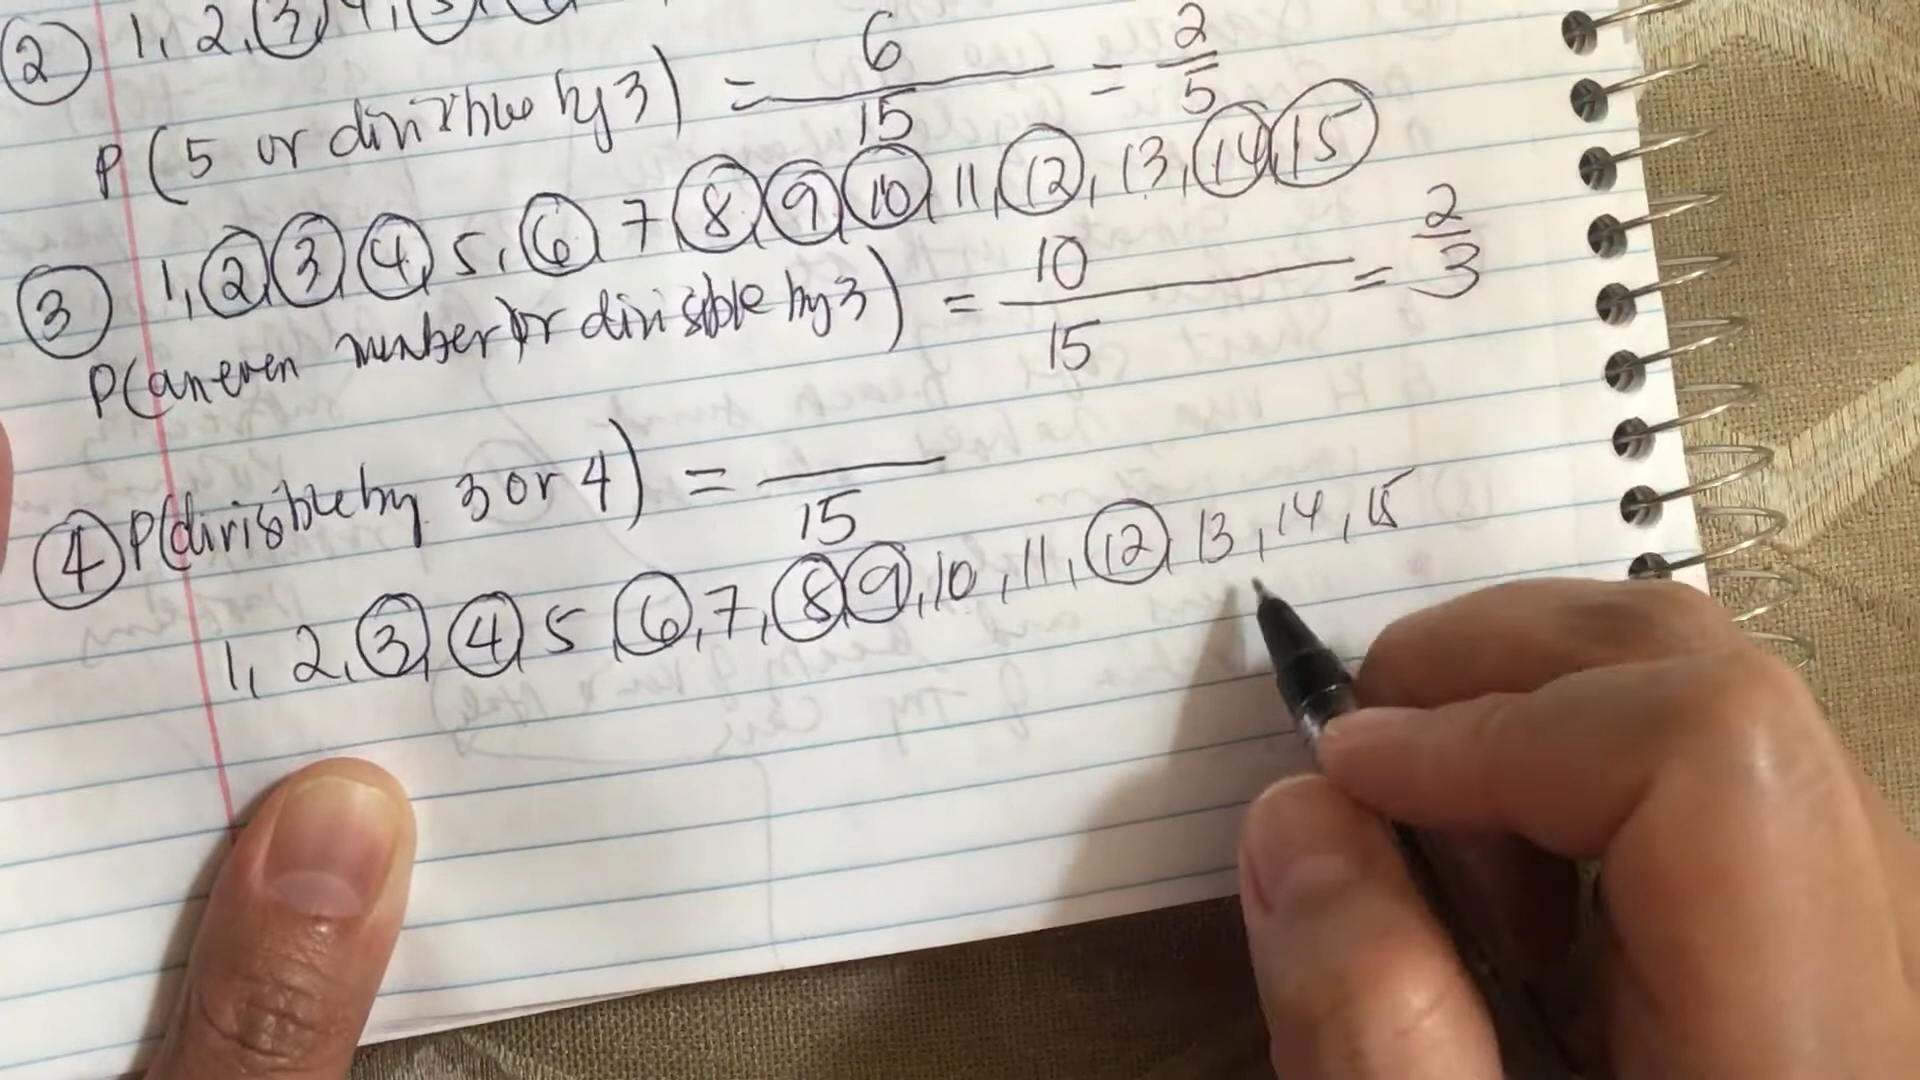 ② 1, 2, ③ 4, ⑤
P (5 or divisible by 3) = 6/15 = 2/5
③ 1, ② ③ ④ 5, ⑥ 7 ⑧ ⑨ ⑩ 11, ⑫, 13, ⑭ ⑮
P(an even number or divisible by 3) = 10/15 = 2/3
④ P(divisible by 3 or 4) = /15
1, 2, ③, ④, 5 ⑥, 7, ⑧ ⑨, 10, 11, ⑫ 13, 14, 15